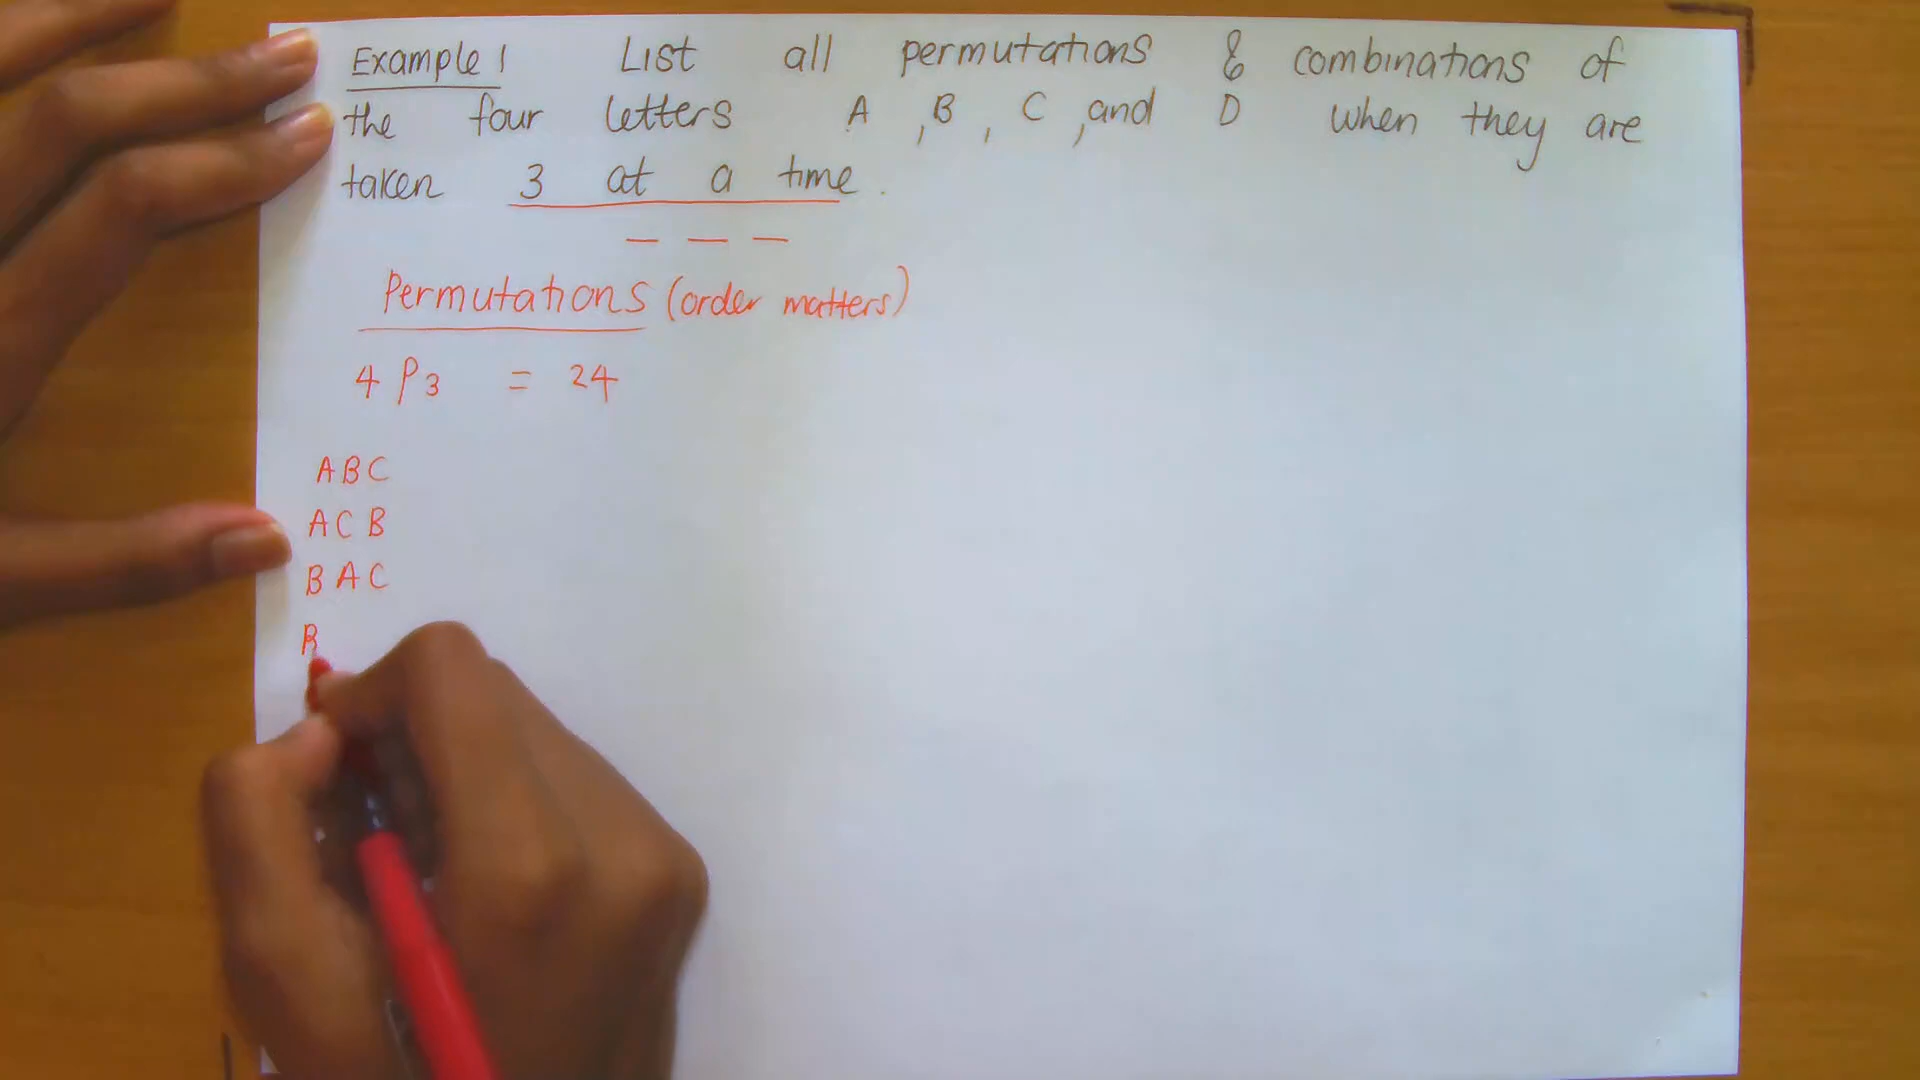 Example 1 List all permutations & combinations of
the four letters A, B, C, and D when they are
taken 3 at a time.
Permutations (order matters)
4 P 3 = 24
ABC
ACB
BAC
B